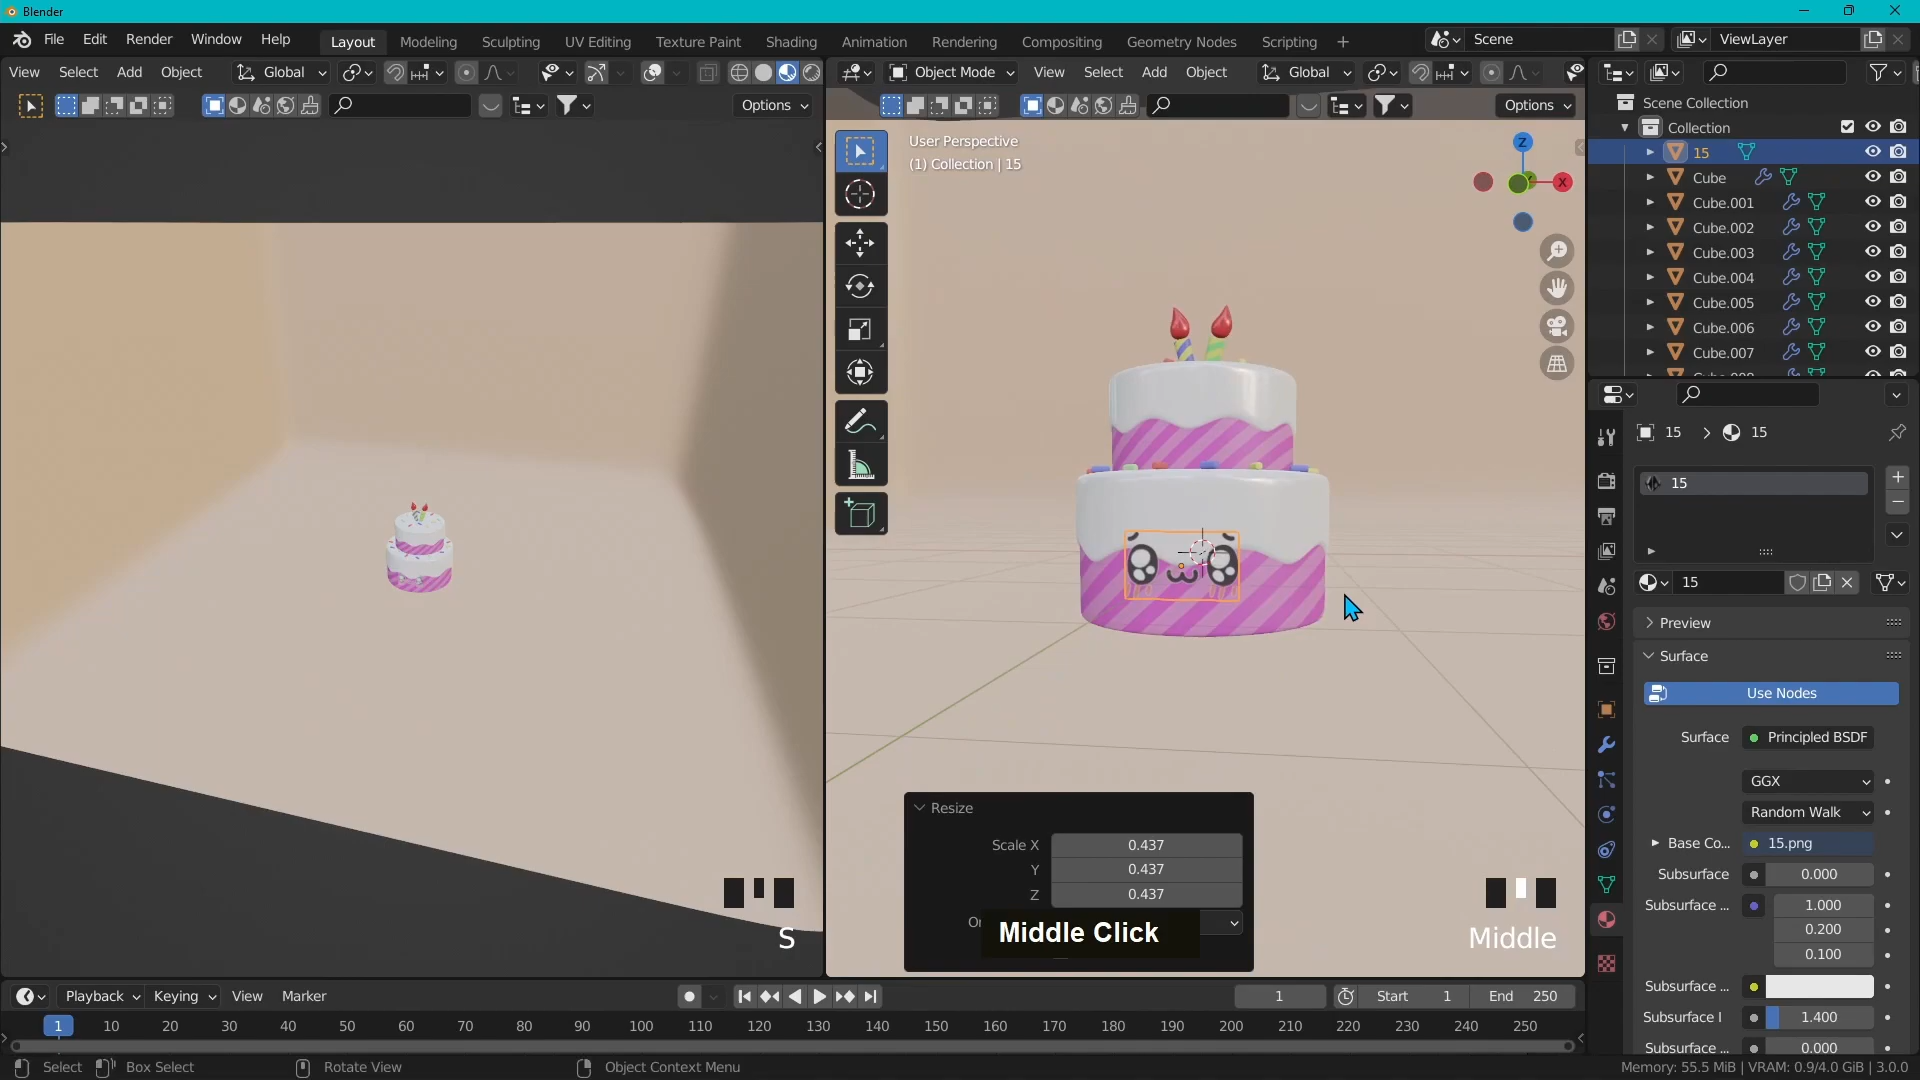 Blender
File Edit Render Window Help Layout Modeling Sculpting UV Editing Texture Paint Shading Animation Rendering Compositing Geometry Nodes Scripting + Scene ViewLayer
View Select Add Object Global Object Mode View Select Add Object Global
Options Options
User Perspective
(1) Collection | 15
Z
X
Scene Collection
Collection
15
Cube
Cube.001
Cube.002
Cube.003
Cube.004
Cube.005
Cube.006
Cube.007
15 15
15
15
Preview
Surface
Use Nodes
Surface Principled BSDF
GGX
Random Walk
Base Co... 15.png
Subsurface 0.000
Subsurface ... 1.000
0.200
0.100
Subsurface ...
Subsurface I 1.400
Subsurface ... 0.000
Resize
Scale X 0.437
Y 0.437
Z 0.437
Middle Click
S
Middle
Playback Keying View Marker 1 Start 1 End 250
1 10 20 30 40 50 60 70 80 90 100 110 120 130 140 150 160 170 180 190 200 210 220 230 240 250
Select Box Select Rotate View Object Context Menu Memory: 55.5 MiB | VRAM: 0.9/4.0 GiB | 3.0.0